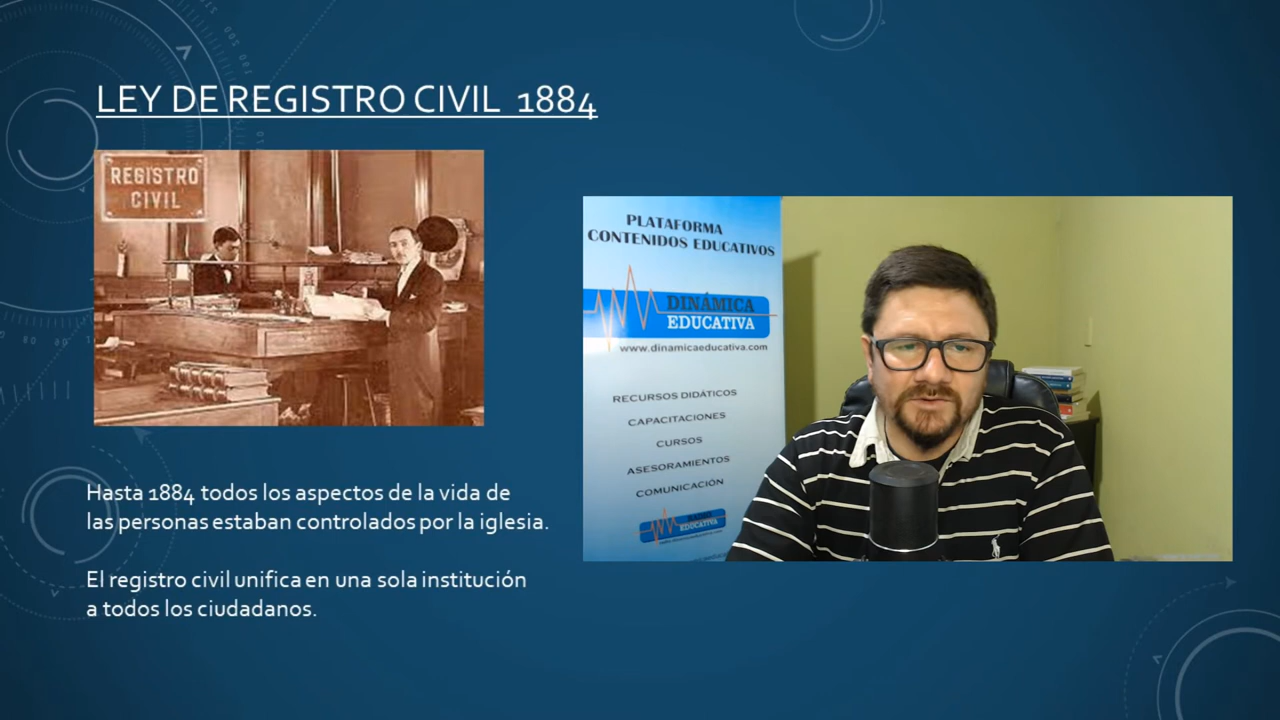 LEY DE REGISTRO CIVIL 1884
REGISTRO
CIVIL
Hasta 1884 todos los aspectos de la vida de
las personas estaban controlados por la iglesia.
El registro civil unifica en una sola institución
a todos los ciudadanos.
PLATAFORMA
CONTENIDOS EDUCATIVOS
DINÁMICA
EDUCATIVA
www.dinamicaeducativa.com
RECURSOS DIDÁTICOS
CAPACITACIONES
CURSOS
ASESORAMIENTOS
COMUNICACIÓN
EDUCATIVA